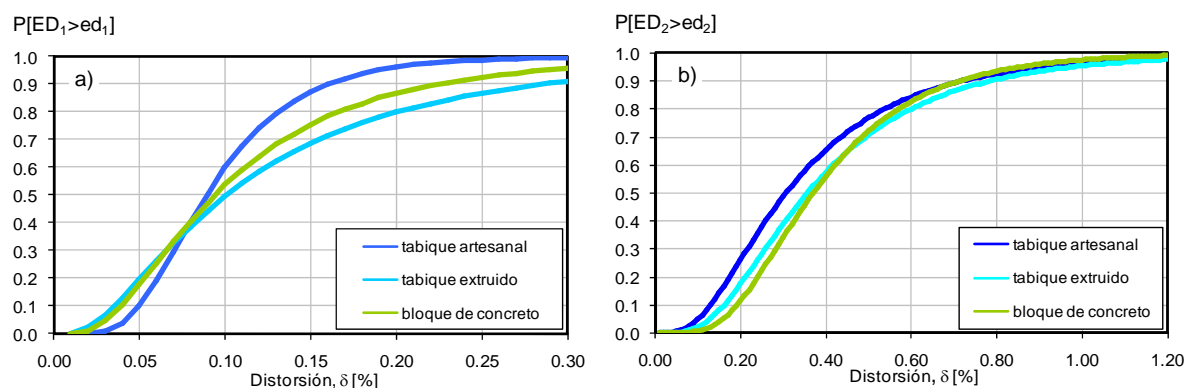 P[ED₁>ed₁]
a)
1.0
0.9
0.8
0.7
0.6
0.5
0.4
0.3
0.2
0.1
0.0
tabique artesanal
tabique extruido
bloque de concreto
0.00 0.05 0.10 0.15 0.20 0.25 0.30
Distorsión, δ [%]
P[ED₂>ed₂]
b)
1.0
0.9
0.8
0.7
0.6
0.5
0.4
0.3
0.2
0.1
0.0
tabique artesanal
tabique extruido
bloque de concreto
0.00 0.20 0.40 0.60 0.80 1.00 1.20
Distorsión, δ [%]